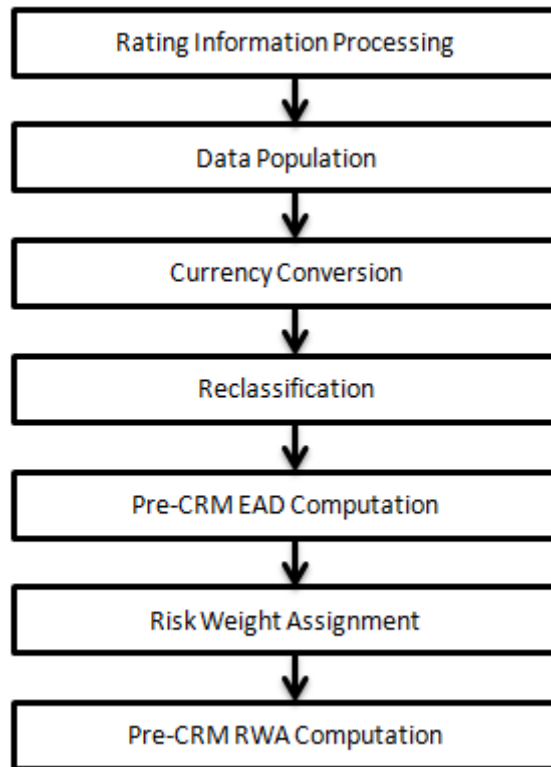 Rating Information Processing
Data Population
Currency Conversion
Reclassification
Pre-CRM EAD Computation
Risk Weight Assignment
Pre-CRM RWA Computation